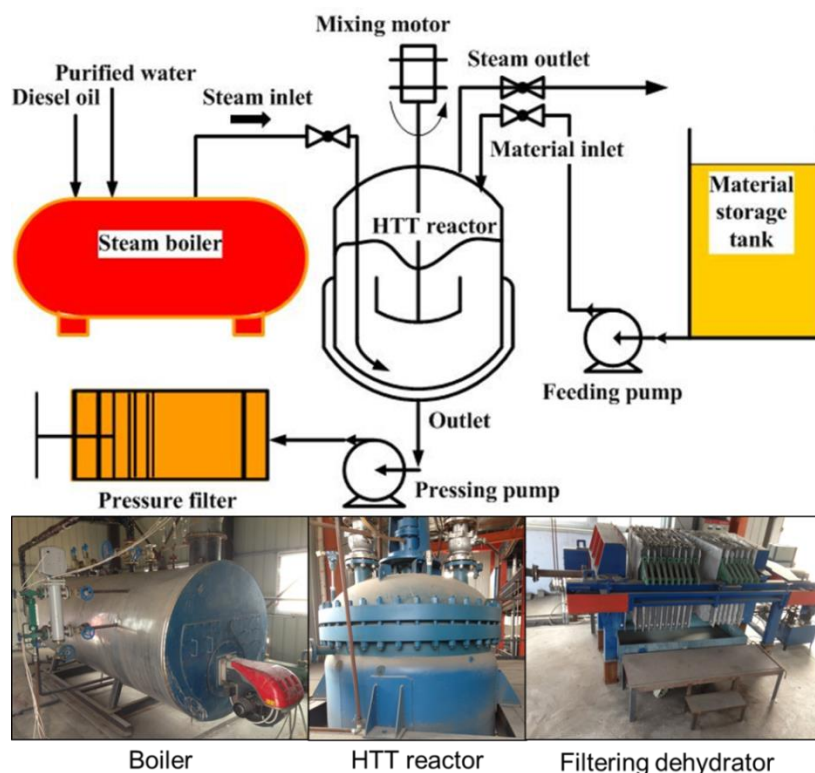 Mixing motor
Purified water
Diesel oil
Steam inlet
Steam outlet
Material inlet
Steam boiler
HTT reactor
Material
storage
tank
Feeding pump
Outlet
Pressure filter
Pressing pump
Boiler
HTT reactor
Filtering dehydrator